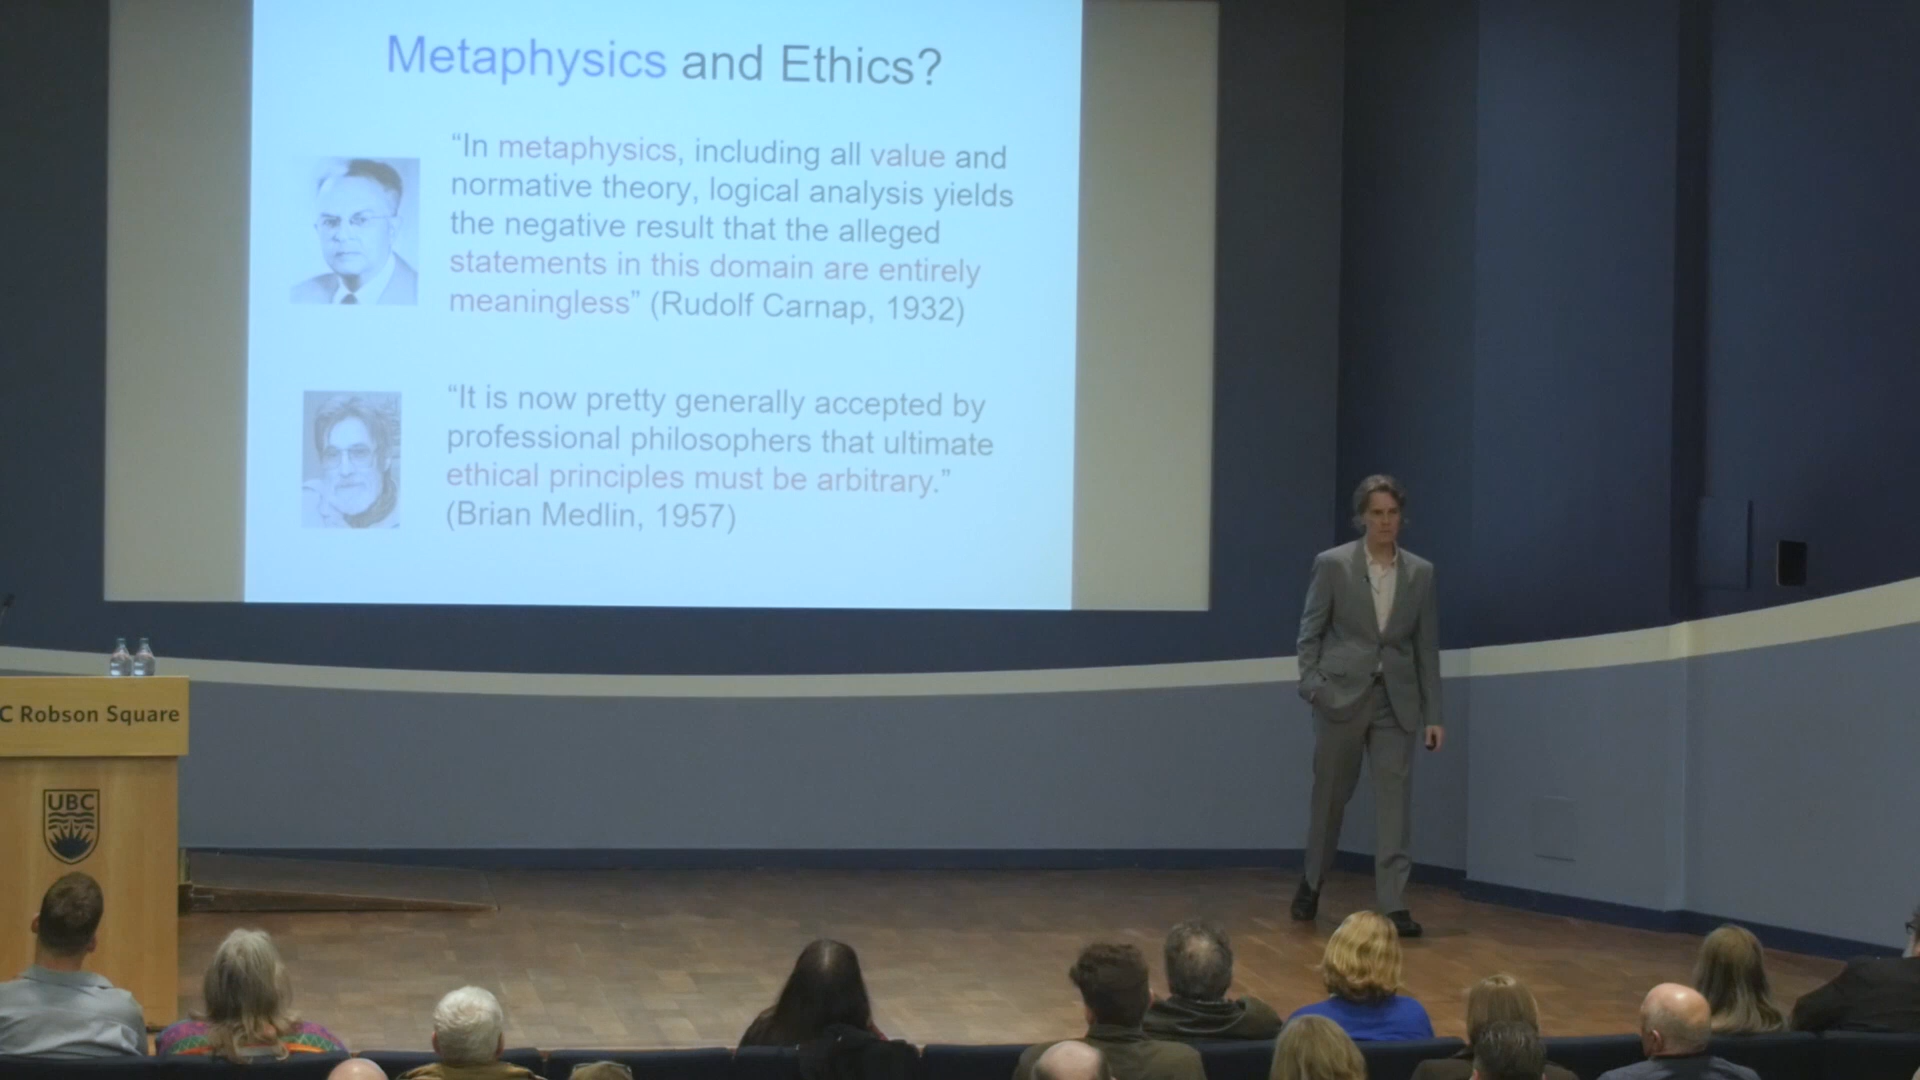 Metaphysics and Ethics?
“In metaphysics, including all value and
normative theory, logical analysis yields
the negative result that the alleged
statements in this domain are entirely
meaningless” (Rudolf Carnap, 1932)
“It is now pretty generally accepted by
professional philosophers that ultimate
ethical principles must be arbitrary.”
(Brian Medlin, 1957)
C Robson Square
UBC